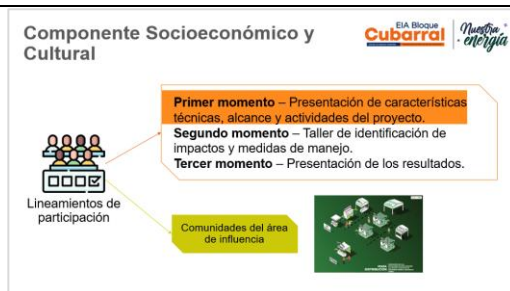 Componente Socioeconómico y
Cultural
EIA Bloque
Cubarral
Nuestra
energía
Primer momento – Presentación de características
técnicas, alcance y actividades del proyecto.
Segundo momento – Taller de identificación de
impactos y medidas de manejo.
Tercer momento – Presentación de los resultados.
Lineamientos de
participación
Comunidades del área
de influencia